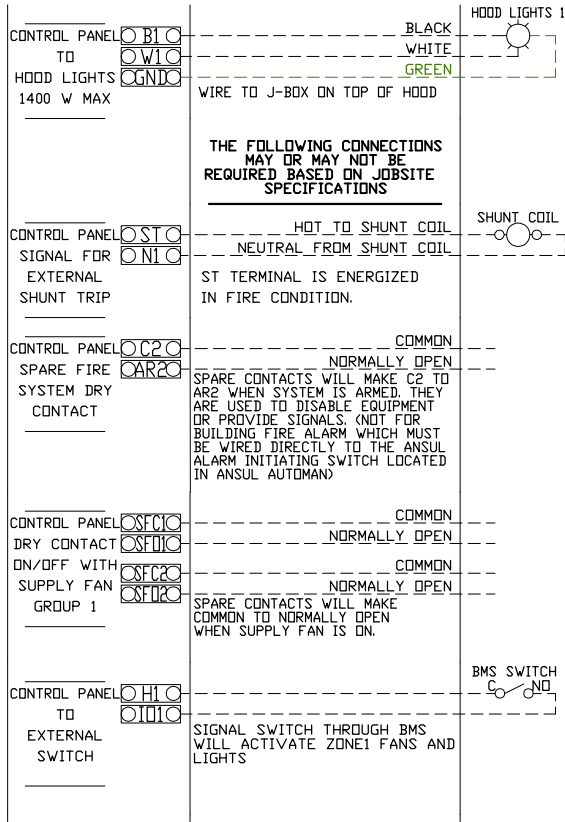 HOOD LIGHTS 1
CONTROL PANEL B1 BLACK
TO W1 WHITE
HOOD LIGHTS GND GREEN
1400 W MAX
WIRE TO J-BOX ON TOP OF HOOD
THE FOLLOWING CONNECTIONS
MAY OR MAY NOT BE
REQUIRED BASED ON JOBSITE
SPECIFICATIONS
SHUNT COIL
CONTROL PANEL ST HOT TO SHUNT COIL
SIGNAL FOR N1 NEUTRAL FROM SHUNT COIL
EXTERNAL
SHUNT TRIP
ST TERMINAL IS ENERGIZED
IN FIRE CONDITION.
CONTROL PANEL C2 COMMON
SPARE FIRE AR2 NORMALLY OPEN
SYSTEM DRY
CONTACT
SPARE CONTACTS WILL MAKE C2 TO
AR2 WHEN SYSTEM IS ARMED. THEY
ARE USED TO DISABLE EQUIPMENT
OR PROVIDE SIGNALS. (NOT FOR
BUILDING FIRE ALARM WHICH MUST
BE WIRED DIRECTLY TO THE ANSUL
ALARM INITIATING SWITCH LOCATED
IN ANSUL AUTOMAN)
CONTROL PANEL SFC1 COMMON
DRY CONTACT SFO1 NORMALLY OPEN
ON/OFF WITH SFC2 COMMON
SUPPLY FAN SFO2 NORMALLY OPEN
GROUP 1
SPARE CONTACTS WILL MAKE
COMMON TO NORMALLY OPEN
WHEN SUPPLY FAN IS ON.
BMS SWITCH
C NO
CONTROL PANEL H1
TO IO1
EXTERNAL
SWITCH
SIGNAL SWITCH THROUGH BMS
WILL ACTIVATE ZONE1 FANS AND
LIGHTS